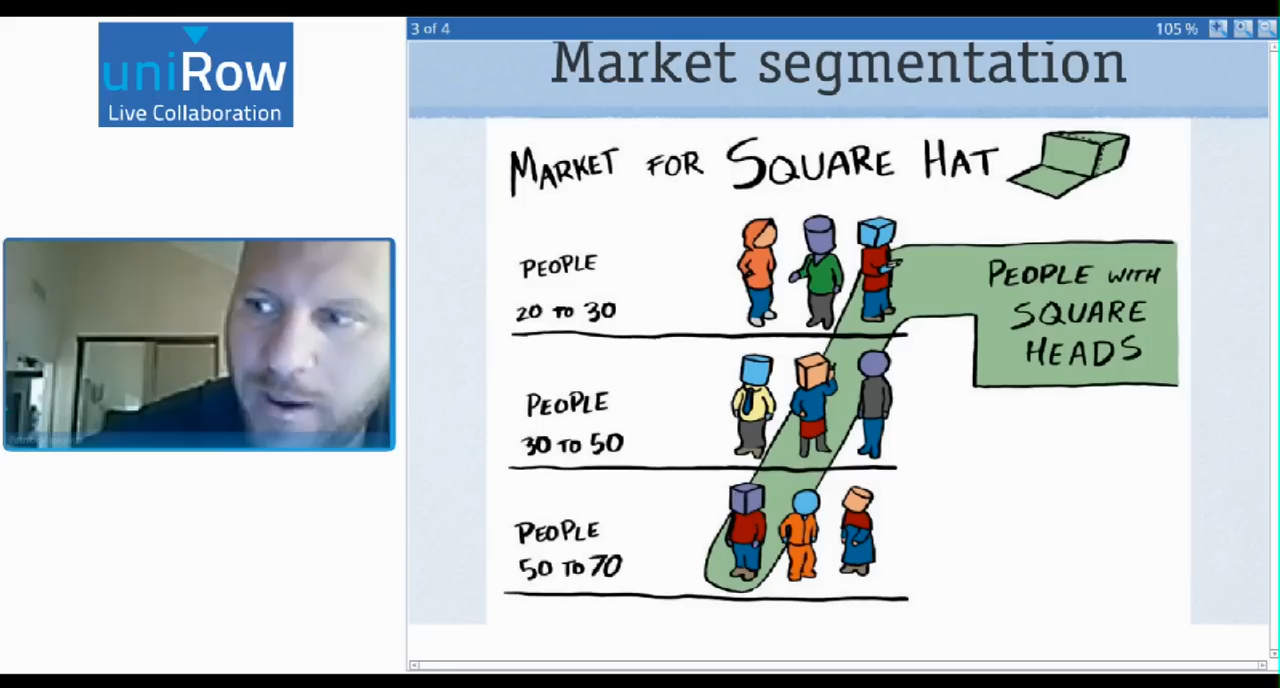 uniRow
Live Collaboration
3 of 4
105 %
Market segmentation
MARKET FOR SQUARE HAT
PEOPLE
20 TO 30
PEOPLE WITH
SQUARE
HEADS
PEOPLE
30 TO 50
PEOPLE
50 TO 70